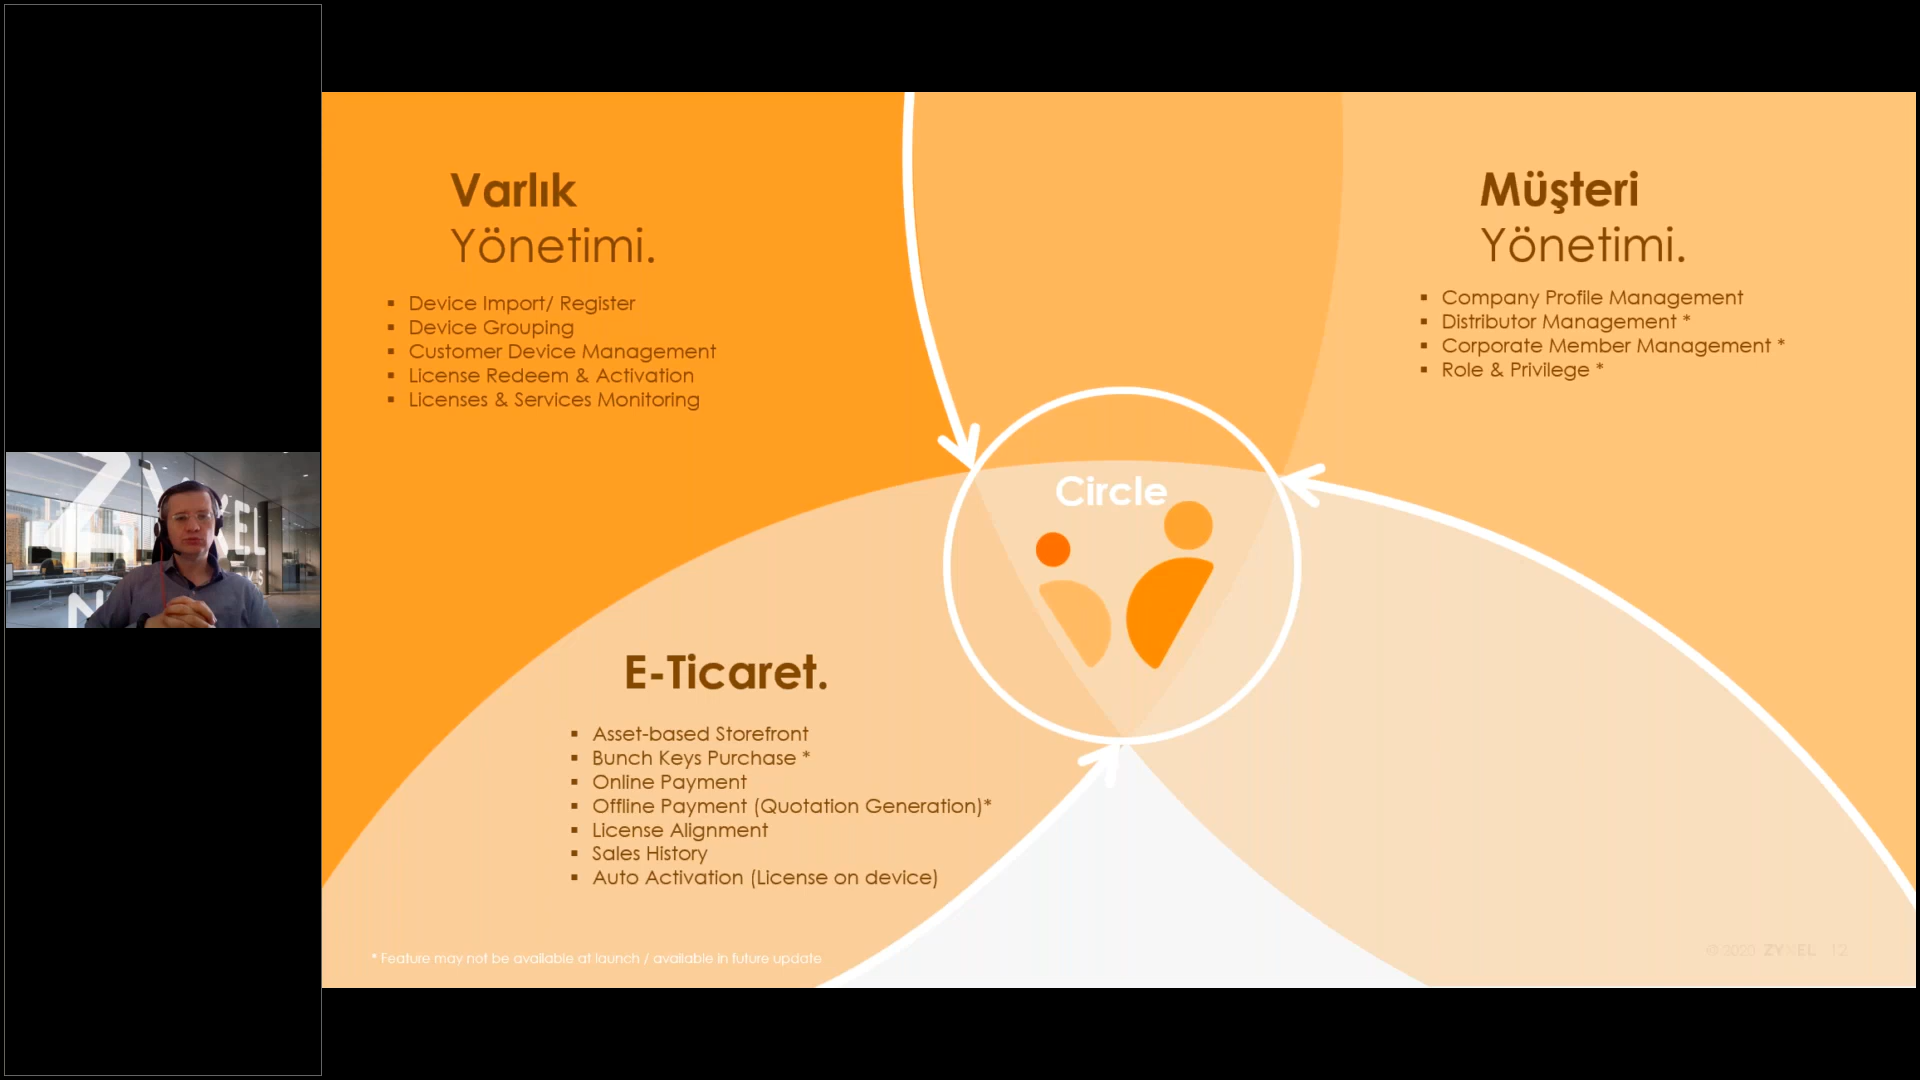 Varlık
Yönetimi.
▪ Device Import/ Register
▪ Device Grouping
▪ Customer Device Management
▪ License Redeem & Activation
▪ Licenses & Services Monitoring
Müşteri
Yönetimi.
▪ Company Profile Management
▪ Distributor Management *
▪ Corporate Member Management *
▪ Role & Privilege *
Circle
E-Ticaret.
▪ Asset-based Storefront
▪ Bunch Keys Purchase *
▪ Online Payment
▪ Offline Payment (Quotation Generation)*
▪ License Alignment
▪ Sales History
▪ Auto Activation (License on device)
* Feature may not be available at launch / available in future update
© 2020 ZYXEL 12
ZYXEL